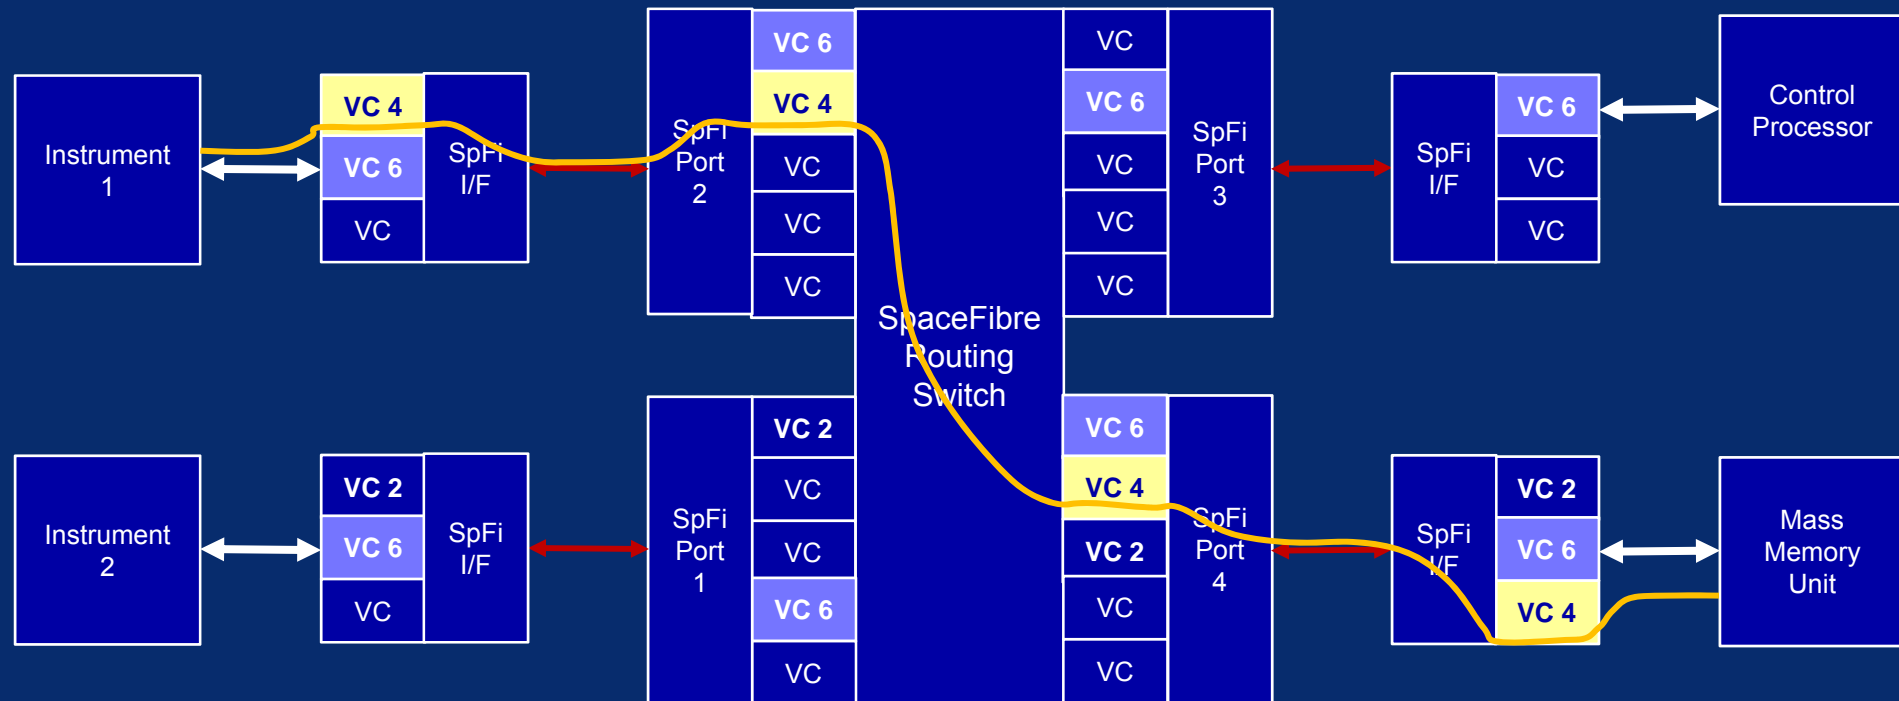 Instrument
1
VC 4
VC 6
VC
SpFi
I/F
SpFi
Port
2
VC 6
VC 4
VC
VC
VC
SpaceFibre
Routing
Switch
VC
VC 6
VC
VC
VC
SpFi
Port
3
SpFi
I/F
VC 6
VC
VC
Control
Processor
Instrument
2
VC 2
VC 6
VC
SpFi
I/F
SpFi
Port
1
VC 2
VC
VC
VC 6
VC
VC 6
VC 4
VC 2
VC
VC
SpFi
Port
4
SpFi
I/F
VC 2
VC 6
VC 4
Mass
Memory
Unit